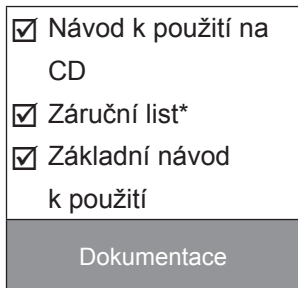 ☑ Návod k použití na
CD
☑ Záruční list*
☑ Základní návod
k použití
Dokumentace